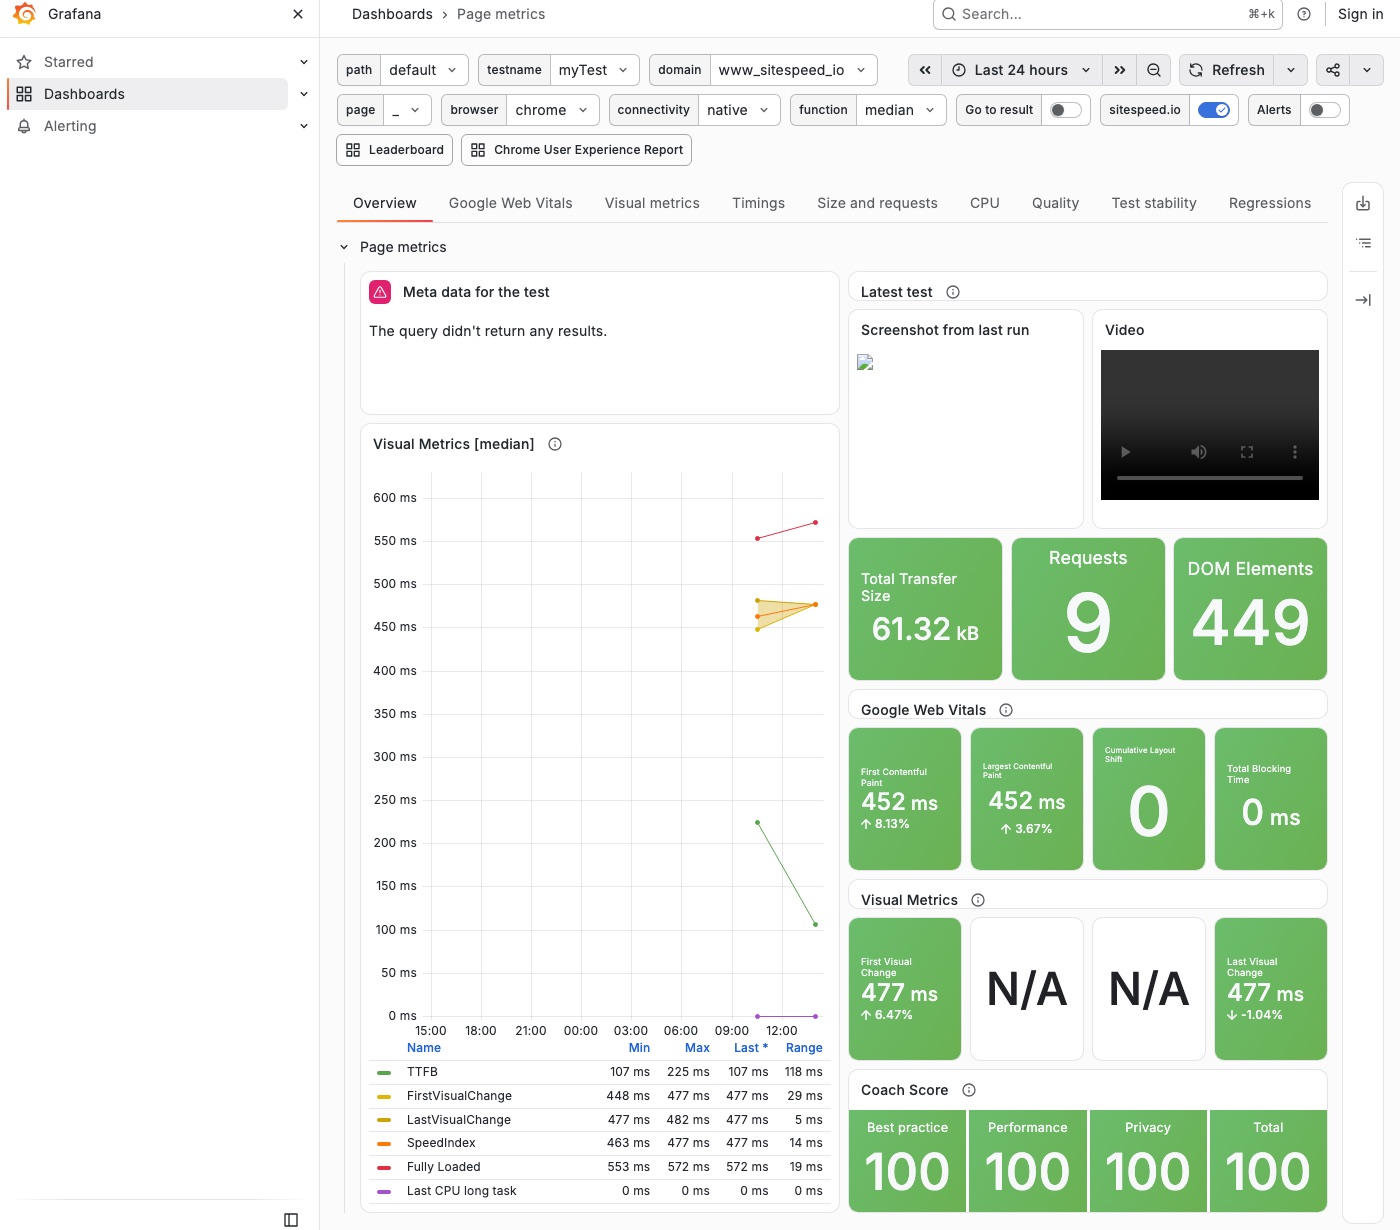 Grafana
Dashboards › Page metrics
Search...
⌘+k
Sign in
Starred
Dashboards
Alerting
path default
testname myTest
domain www_sitespeed_io
Last 24 hours
Refresh
page _
browser chrome
connectivity native
function median
Go to result
sitespeed.io
Alerts
Leaderboard
Chrome User Experience Report
Overview Google Web Vitals Visual metrics Timings Size and requests CPU Quality Test stability Regressions
Page metrics
Meta data for the test
The query didn't return any results.
Visual Metrics [median]
600 ms
550 ms
500 ms
450 ms
400 ms
350 ms
300 ms
250 ms
200 ms
150 ms
100 ms
50 ms
0 ms
15:00 18:00 21:00 00:00 03:00 06:00 09:00 12:00
Name Min Max Last * Range
TTFB 107 ms 225 ms 107 ms 118 ms
FirstVisualChange 448 ms 477 ms 477 ms 29 ms
LastVisualChange 477 ms 482 ms 477 ms 5 ms
SpeedIndex 463 ms 477 ms 477 ms 14 ms
Fully Loaded 553 ms 572 ms 572 ms 19 ms
Last CPU long task 0 ms 0 ms 0 ms 0 ms
Latest test
Screenshot from last run
Video
Total Transfer
Size
61.32 kB
Requests
9
DOM Elements
449
Google Web Vitals
First Contentful
Paint
452 ms
↑ 8.13%
Largest Contentful
Paint
452 ms
↑ 3.67%
Cumulative Layout
Shift
0
Total Blocking
Time
0 ms
Visual Metrics
First Visual
Change
477 ms
↑ 6.47%
N/A
N/A
Last Visual
Change
477 ms
↓ -1.04%
Coach Score
Best practice
100
Performance
100
Privacy
100
Total
100